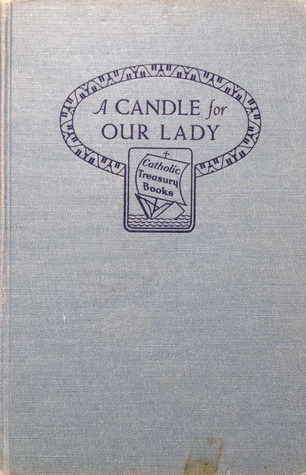 A CANDLE for
OUR LADY
Catholic
Treasury
Books